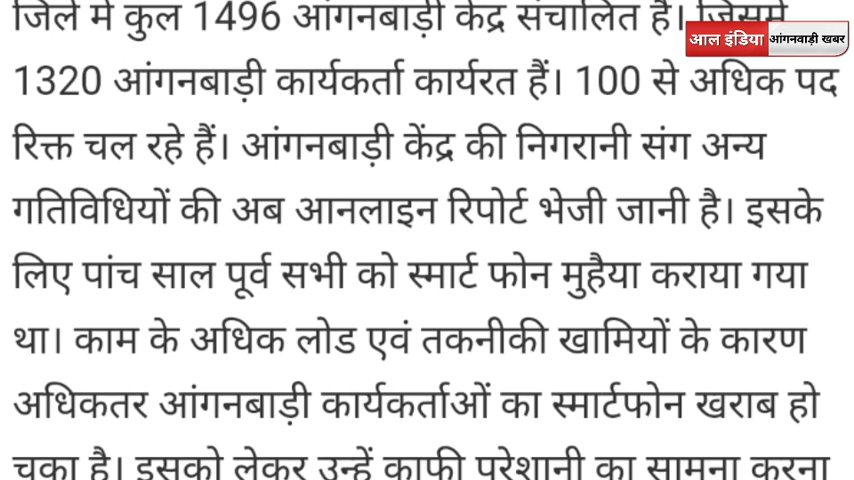 जिले में कुल 1496 आंगनबाड़ी केंद्र संचालित हैं। जिसमें
आल इंडिया आंगनवाड़ी खबर
1320 आंगनबाड़ी कार्यकर्ता कार्यरत हैं। 100 से अधिक पद
रिक्त चल रहे हैं। आंगनबाड़ी केंद्र की निगरानी संग अन्य
गतिविधियों की अब आनलाइन रिपोर्ट भेजी जानी है। इसके
लिए पांच साल पूर्व सभी को स्मार्ट फोन मुहैया कराया गया
था। काम के अधिक लोड एवं तकनीकी खामियों के कारण
अधिकतर आंगनबाड़ी कार्यकर्ताओं का स्मार्टफोन खराब हो
चुका है। इसको लेकर उन्हें काफी परेशानी का सामना करना